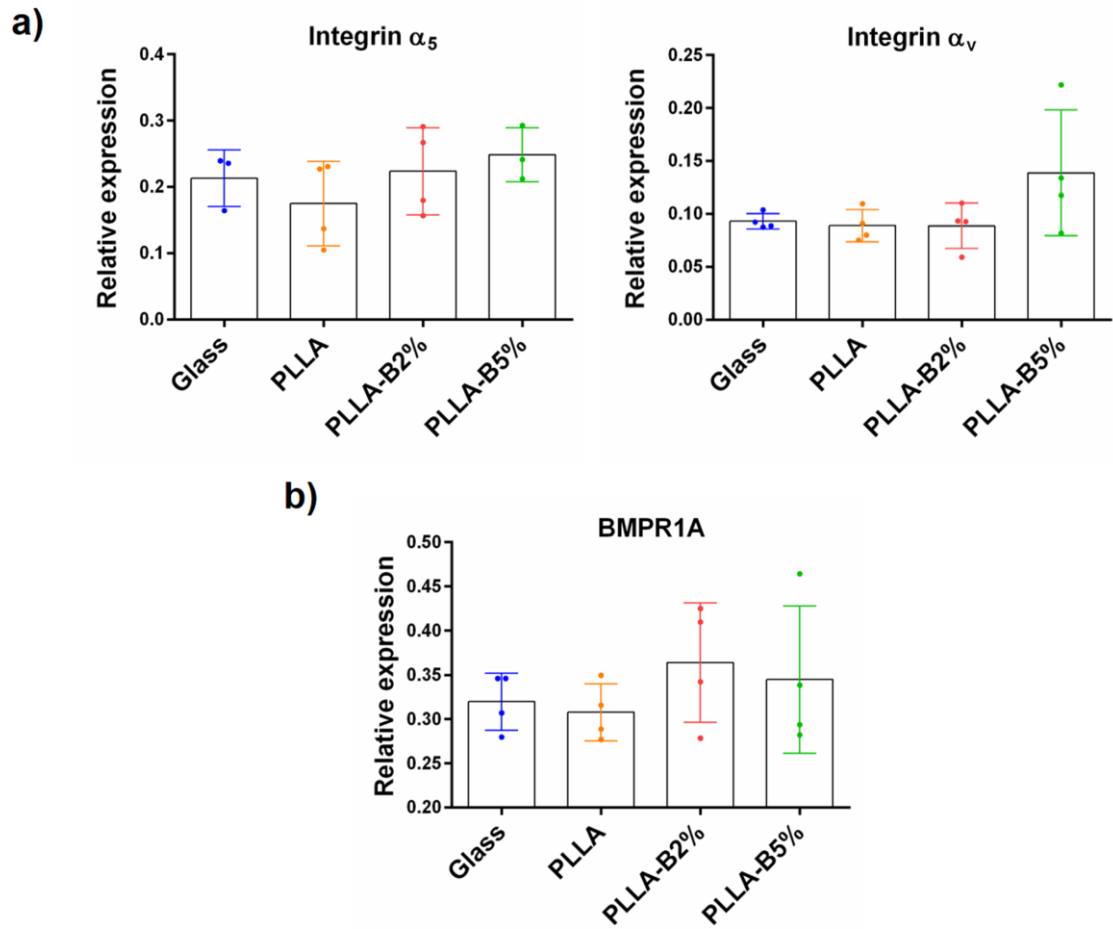 a)
Integrin α5
Relative expression
0.4
0.3
0.2
0.1
0.0
Glass
PLLA
PLLA-B2%
PLLA-B5%
Integrin αv
Relative expression
0.25
0.20
0.15
0.10
0.05
0.00
Glass
PLLA
PLLA-B2%
PLLA-B5%
b)
BMPR1A
Relative expression
0.50
0.45
0.40
0.35
0.30
0.25
0.20
Glass
PLLA
PLLA-B2%
PLLA-B5%